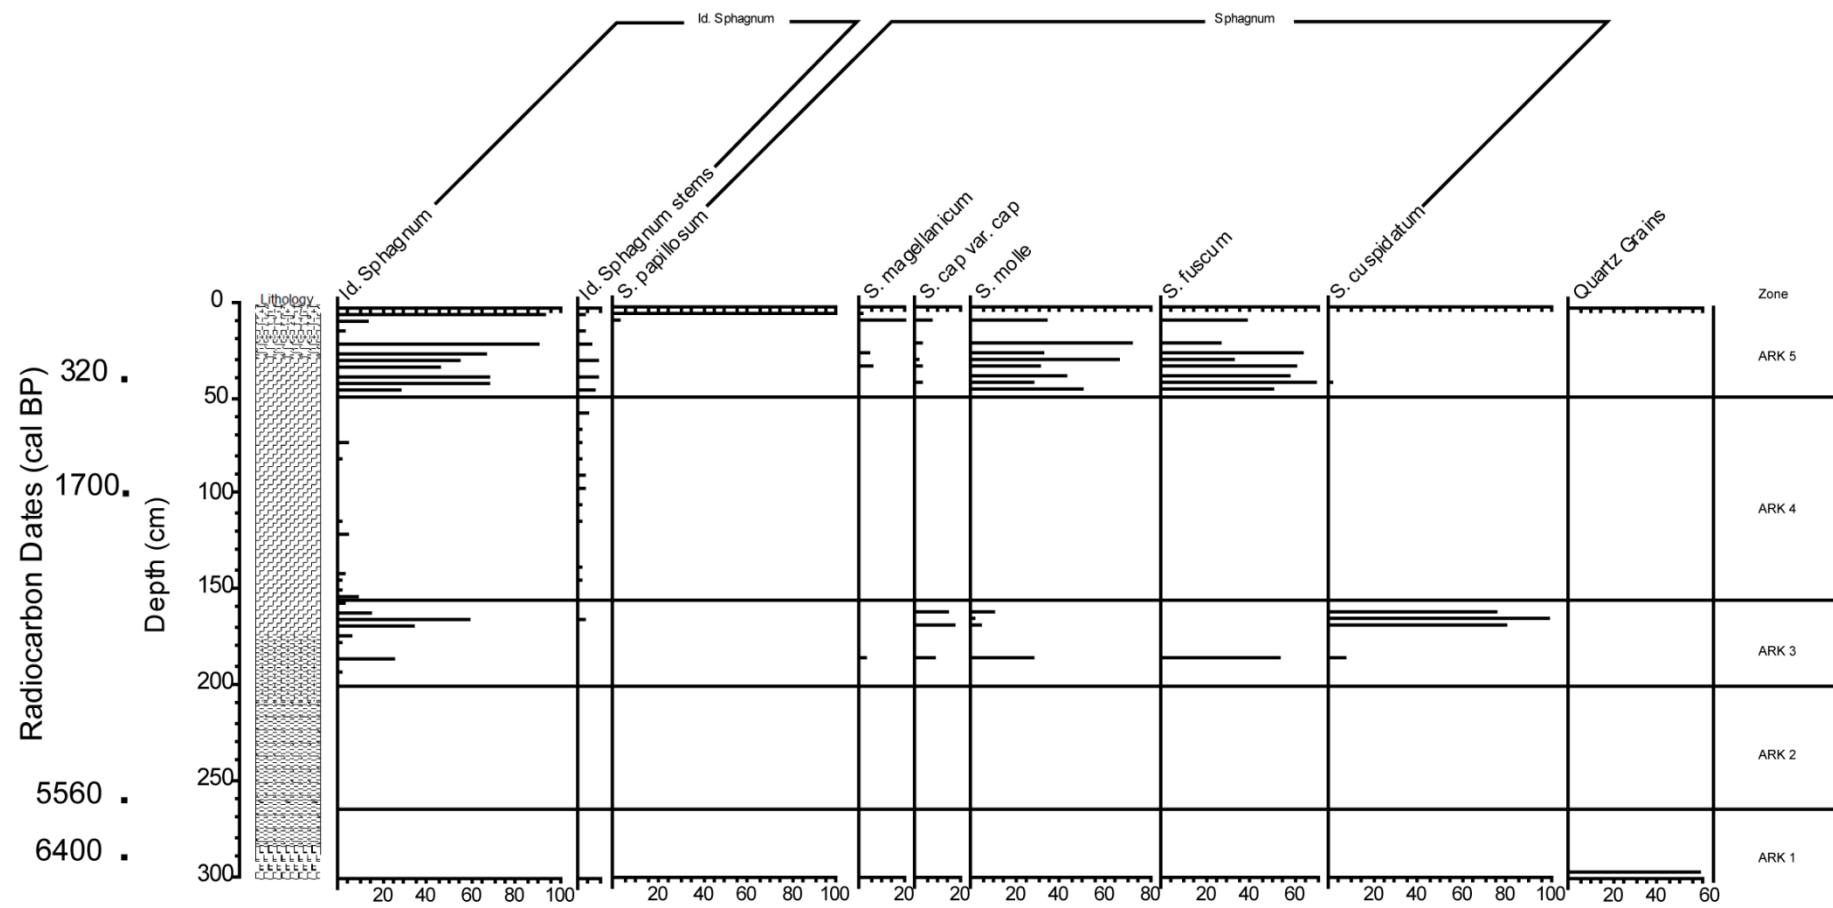 Id. Sphagnum
Sphagnum
Id. Sphagnum
Id. Sphagnum stems
S. papillosum
S. magellanicum
S. cap var. cap
S. molle
S. fuscum
S. cuspidatum
Quartz Grains
Lithology
Zone
Radiocarbon Dates (cal BP)
320
1700
5560
6400
Depth (cm)
0
50
100
150
200
250
300
ARK 5
ARK 4
ARK 3
ARK 2
ARK 1
20 40 60 80 100
20 40 60 80 100
20
20
20 40 60 80
20 40 60
20 40 60 80 100
20 40 60